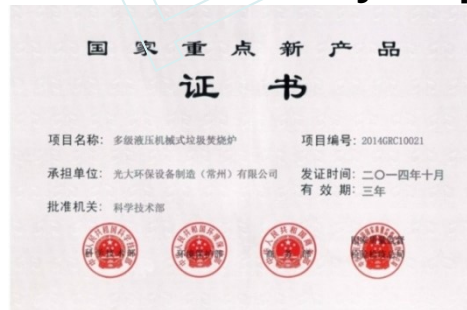 国家重点新产品
证书
项目名称: 多级液压机械式垃圾焚烧炉 项目编号: 2014GRC10021
承担单位: 光大环保设备制造（常州）有限公司 发证时间: 二〇一四年十月
有 效 期: 三年
批准机关: 科学技术部